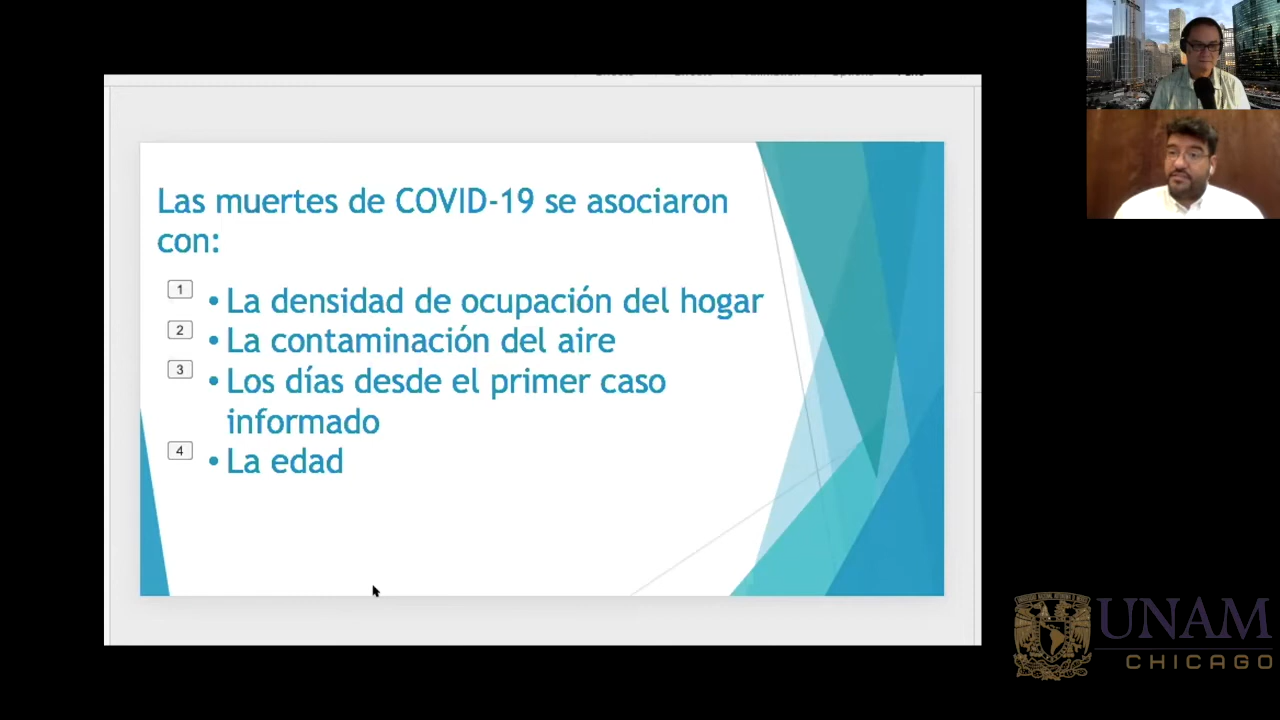 Las muertes de COVID-19 se asociaron
con:
1
• La densidad de ocupación del hogar
2
• La contaminación del aire
3
• Los días desde el primer caso
informado
4
• La edad
UNAM
CHICAGO